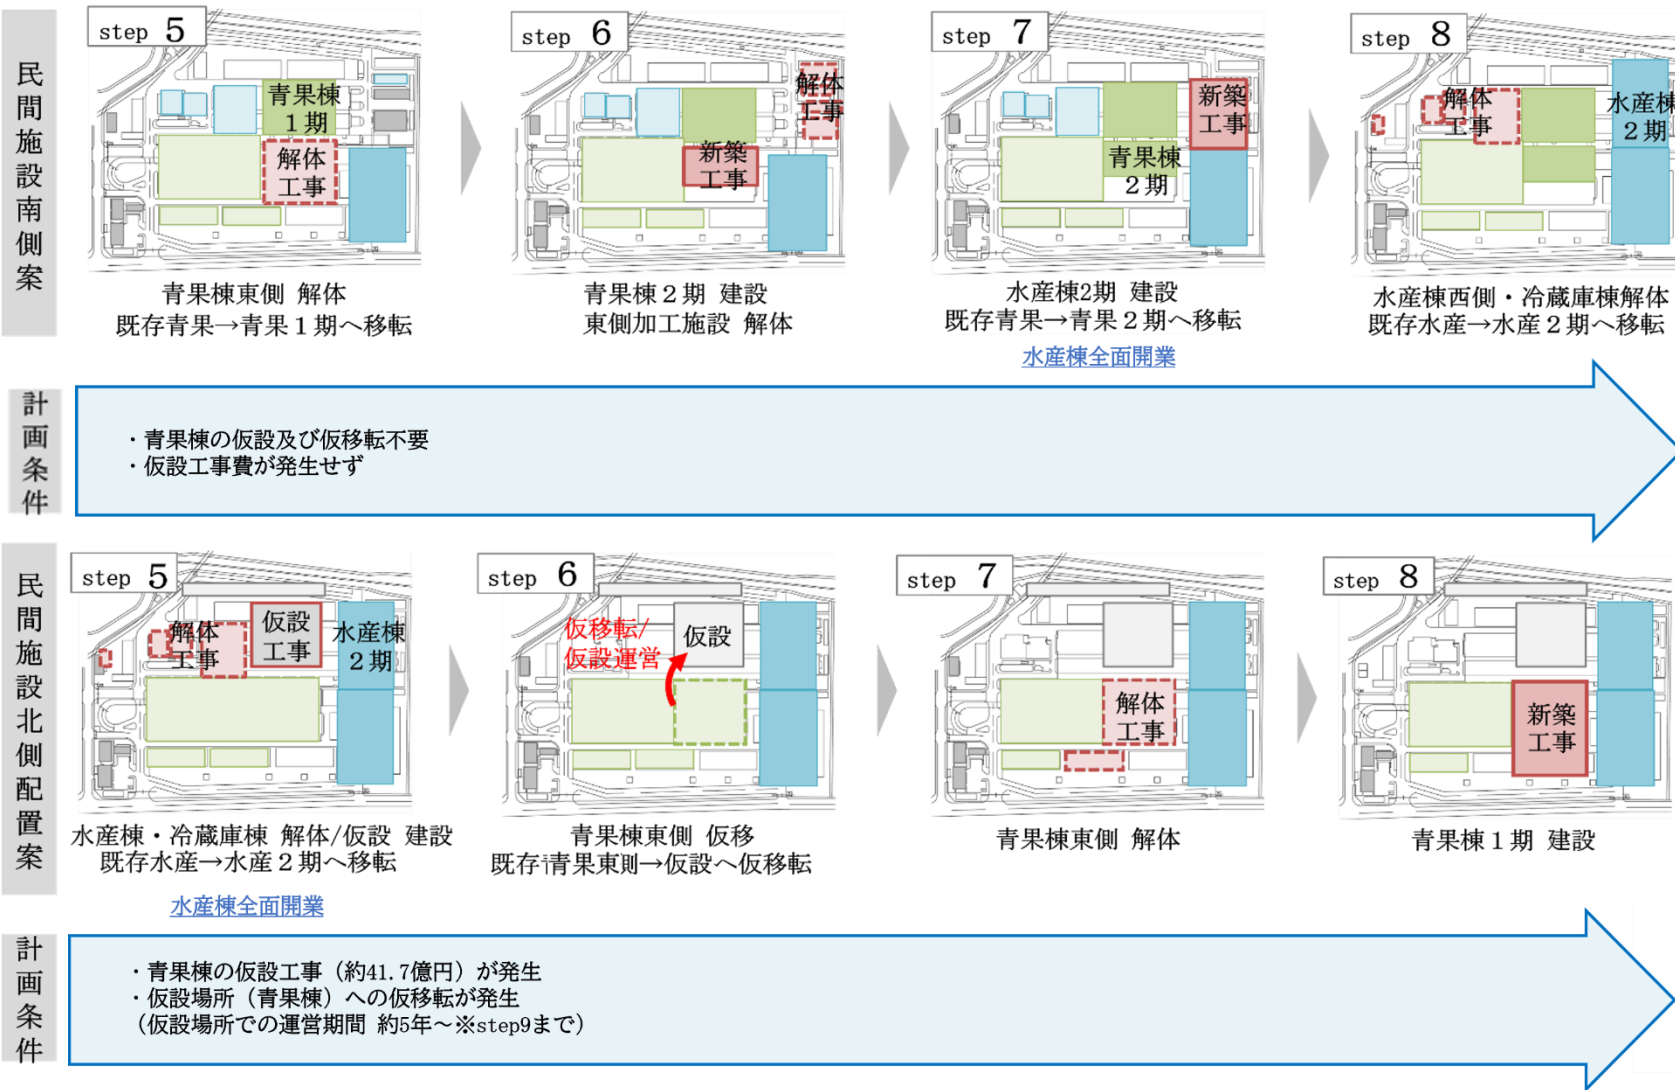 民間施設南側案
step 5
青果棟
1期
解体
工事
青果棟東側 解体
既存青果→青果１期へ移転
step 6
解体
工事
新築
工事
青果棟２期 建設
東側加工施設 解体
step 7
新築
工事
青果棟
２期
水産棟2期 建設
既存青果→青果２期へ移転
水産棟全面開業
step 8
解体
工事
水産棟
２期
水産棟西側・冷蔵庫棟解体
既存水産→水産２期へ移転
計画条件
・青果棟の仮設及び仮移転不要
・仮設工事費が発生せず
民間施設北側配置案
step 5
解体
工事
仮設
工事
水産棟
２期
水産棟・冷蔵庫棟 解体/仮設 建設
既存水産→水産２期へ移転
水産棟全面開業
step 6
仮移転/
仮設運営
仮設
青果棟東側 仮移
既存青果東側→仮設へ仮移転
step 7
解体
工事
青果棟東側 解体
step 8
新築
工事
青果棟１期 建設
計画条件
・青果棟の仮設工事（約41.7億円）が発生
・仮設場所（青果棟）への仮移転が発生
（仮設場所での運営期間 約5年～※step9まで）